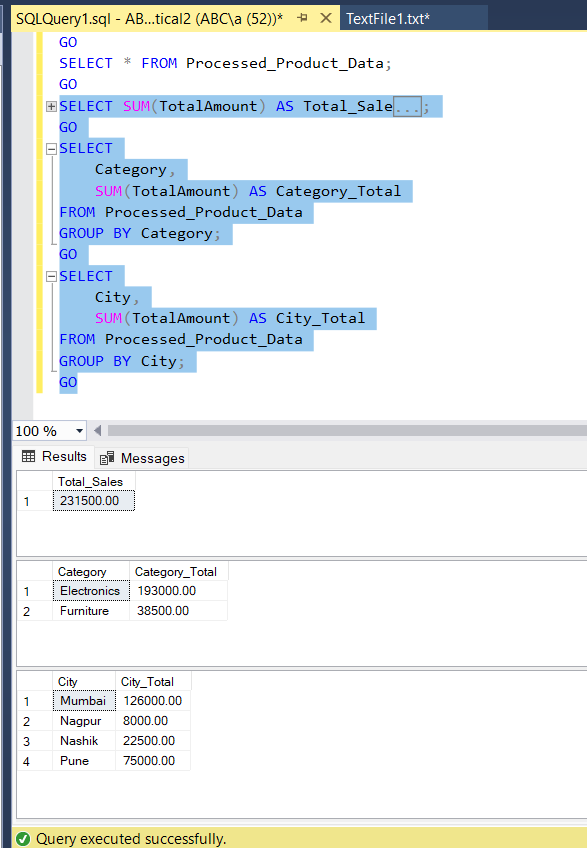 SQLQuery1.sql - AB...tical2 (ABC\a (52))* TextFile1.txt*
GO
SELECT * FROM Processed_Product_Data;
GO
SELECT SUM(TotalAmount) AS Total_Sale...;
GO
SELECT
Category,
SUM(TotalAmount) AS Category_Total
FROM Processed_Product_Data
GROUP BY Category;
GO
SELECT
City,
SUM(TotalAmount) AS City_Total
FROM Processed_Product_Data
GROUP BY City;
GO
100 %
Results Messages
Total_Sales
1 231500.00
Category Category_Total
1 Electronics 193000.00
2 Furniture 38500.00
City City_Total
1 Mumbai 126000.00
2 Nagpur 8000.00
3 Nashik 22500.00
4 Pune 75000.00
Query executed successfully.